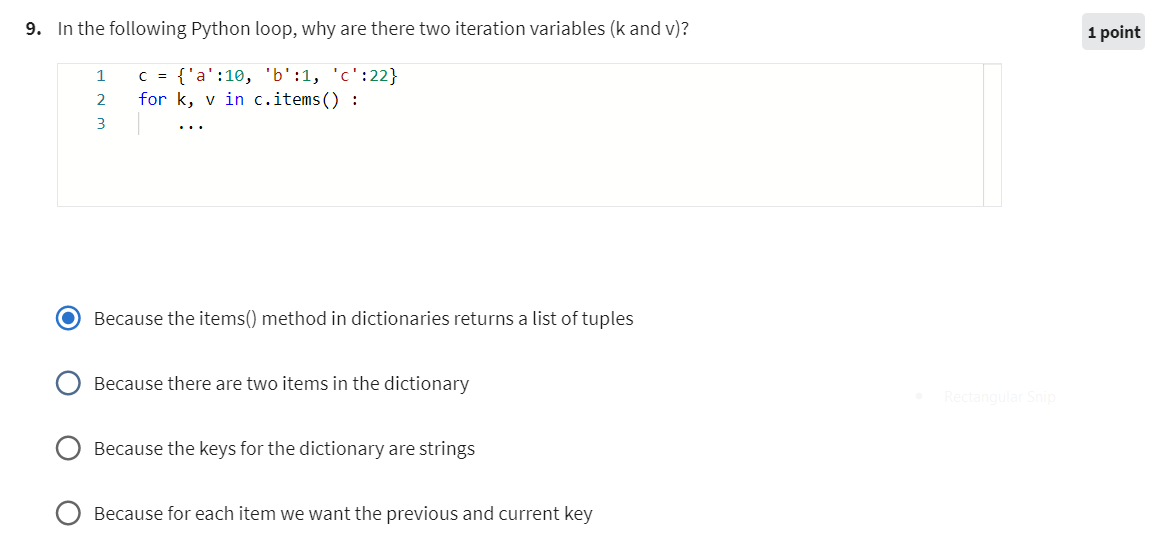 9. In the following Python loop, why are there two iteration variables (k and v)?
1 point
1 c = {'a':10, 'b':1, 'c':22}
2 for k, v in c.items() :
3 ...
Because the items() method in dictionaries returns a list of tuples
Because there are two items in the dictionary
Rectangular Snip
Because the keys for the dictionary are strings
Because for each item we want the previous and current key